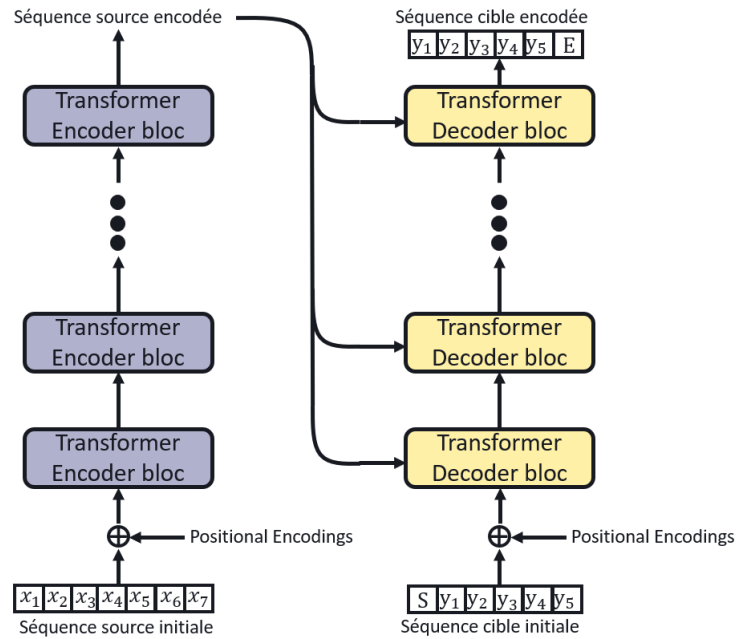 Séquence source encodée
Transformer
Encoder bloc
Transformer
Encoder bloc
Transformer
Encoder bloc
Positional Encodings
x₁ x₂ x₃ x₄ x₅ x₆ x₇
Séquence source initiale
Séquence cible encodée
y₁ y₂ y₃ y₄ y₅ E
Transformer
Decoder bloc
Transformer
Decoder bloc
Transformer
Decoder bloc
Positional Encodings
S y₁ y₂ y₃ y₄ y₅
Séquence cible initiale